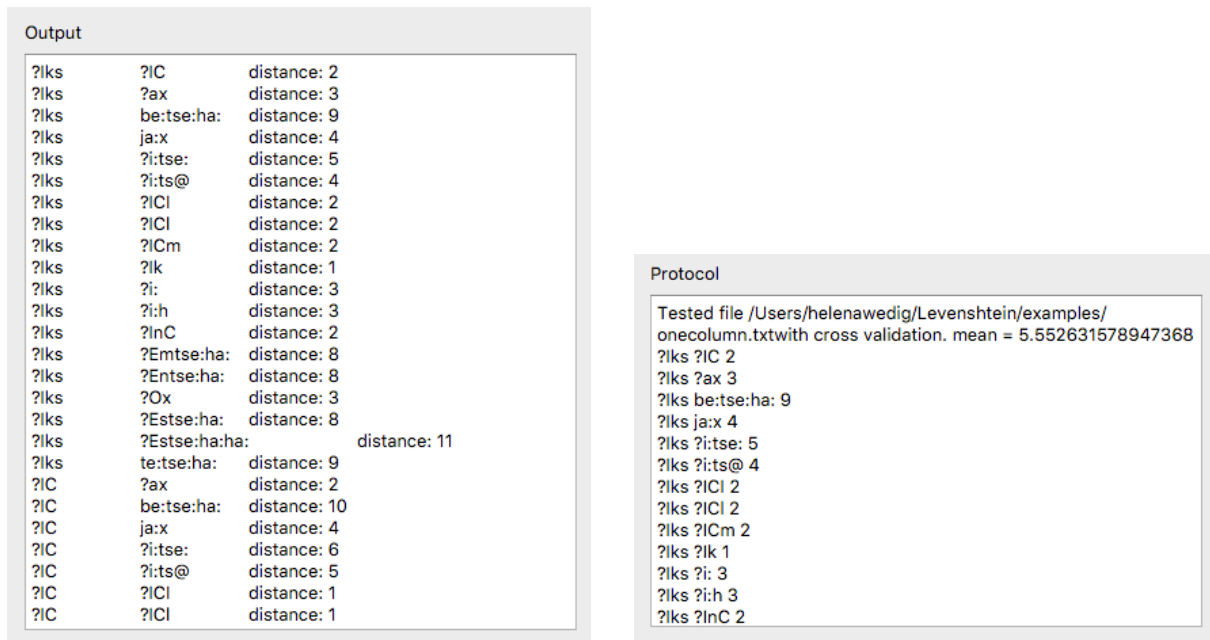 Output
?Iks ?IC distance: 2
?Iks ?ax distance: 3
?Iks be:tse:ha: distance: 9
?Iks ja:x distance: 4
?Iks ?i:tse: distance: 5
?Iks ?i:ts@ distance: 4
?Iks ?ICl distance: 2
?Iks ?ICl distance: 2
?Iks ?ICm distance: 2
?Iks ?Ik distance: 1
?Iks ?i: distance: 3
?Iks ?i:h distance: 3
?Iks ?InC distance: 2
?Iks ?Emtse:ha: distance: 8
?Iks ?Entse:ha: distance: 8
?Iks ?Ox distance: 3
?Iks ?Estse:ha: distance: 8
?Iks ?Estse:ha:ha: distance: 11
?Iks te:tse:ha: distance: 9
?IC ?ax distance: 2
?IC be:tse:ha: distance: 10
?IC ja:x distance: 4
?IC ?i:tse: distance: 6
?IC ?i:ts@ distance: 5
?IC ?ICl distance: 1
?IC ?ICl distance: 1
Protocol
Tested file /Users/helenawedig/Levenshtein/examples/
onecolumn.txtwith cross validation. mean = 5.552631578947368
?Iks ?IC 2
?Iks ?ax 3
?Iks be:tse:ha: 9
?Iks ja:x 4
?Iks ?i:tse: 5
?Iks ?i:ts@ 4
?Iks ?ICl 2
?Iks ?ICl 2
?Iks ?ICm 2
?Iks ?Ik 1
?Iks ?i: 3
?Iks ?i:h 3
?Iks ?InC 2